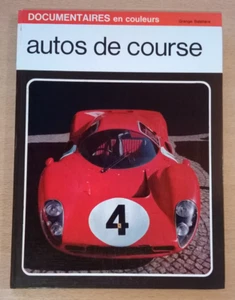 DOCUMENTAIRES en couleurs
autos de course
4